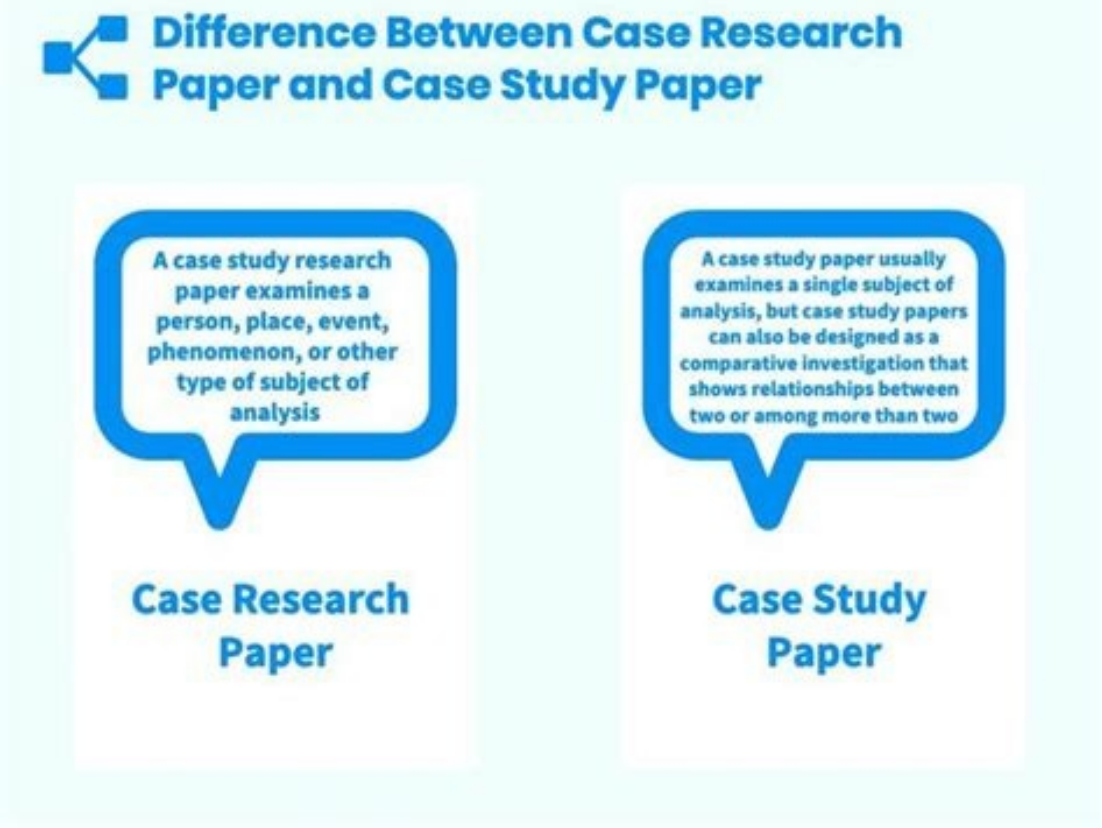 Difference Between Case Research
Paper and Case Study Paper
A case study research
paper examines a
person, place, event,
phenomenon, or other
type of subject of
analysis
Case Research
Paper
A case study paper usually
examines a single subject of
analysis, but case study papers
can also be designed as a
comparative investigation that
shows relationships between
two or among more than two
Case Study
Paper